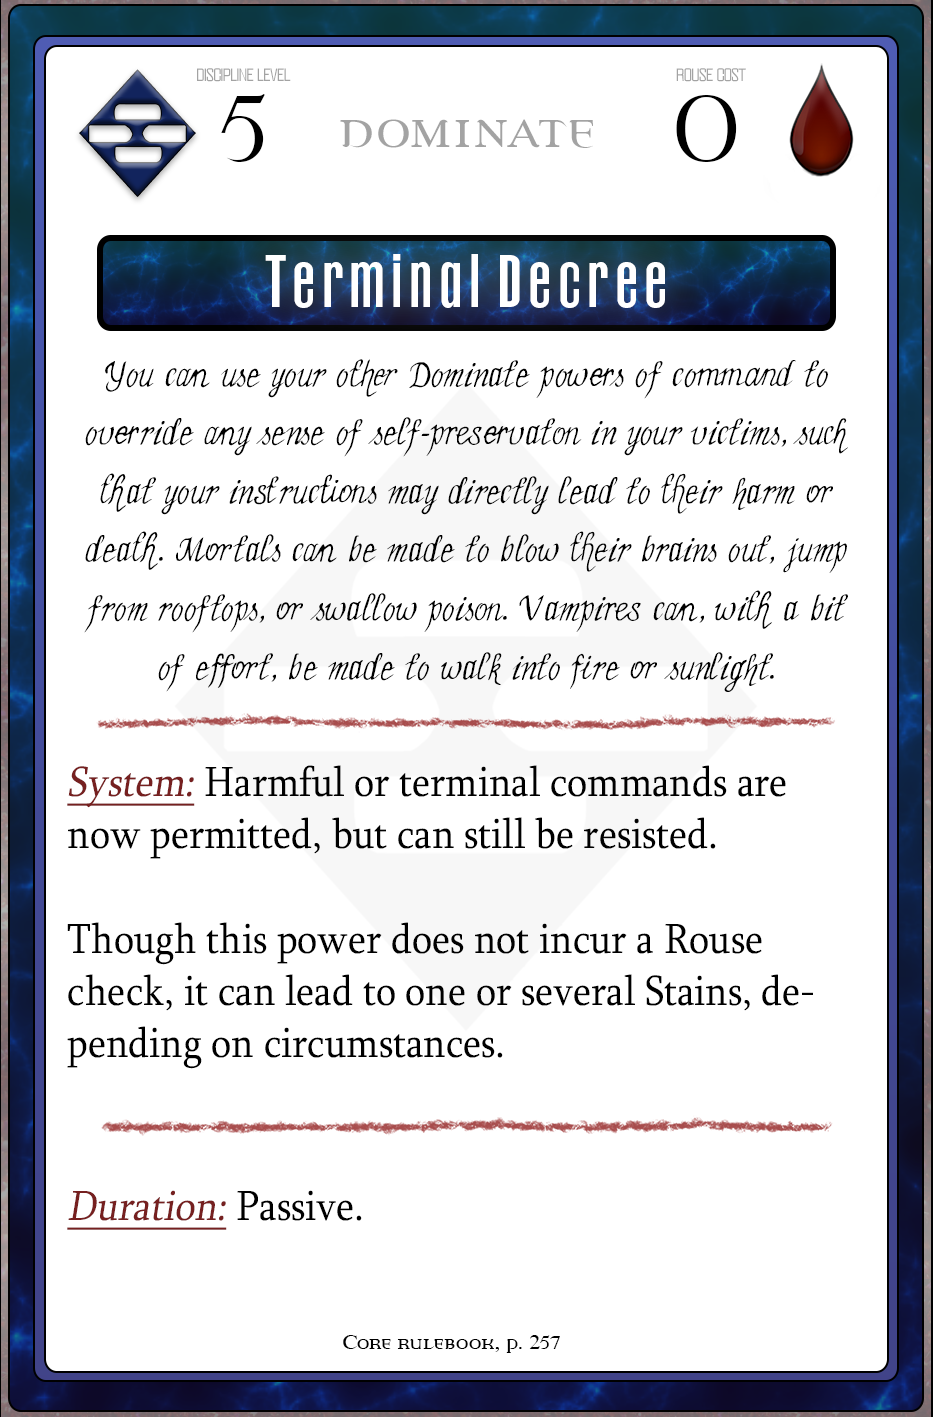 DISCIPLINE LEVEL
5
DOMINATE
ROUSE COST
0
Terminal Decree
You can use your other Dominate powers of command to
override any sense of self-preservaton in your victims, such
that your instructions may directly lead to their harm or
death. Mortals can be made to blow their brains out, jump
from rooftops, or swallow poison. Vampires can, with a bit
of effort, be made to walk into fire or sunlight.
System: Harmful or terminal commands are
now permitted, but can still be resisted.
Though this power does not incur a Rouse
check, it can lead to one or several Stains, de-
pending on circumstances.
Duration: Passive.
Core rulebook, p. 257